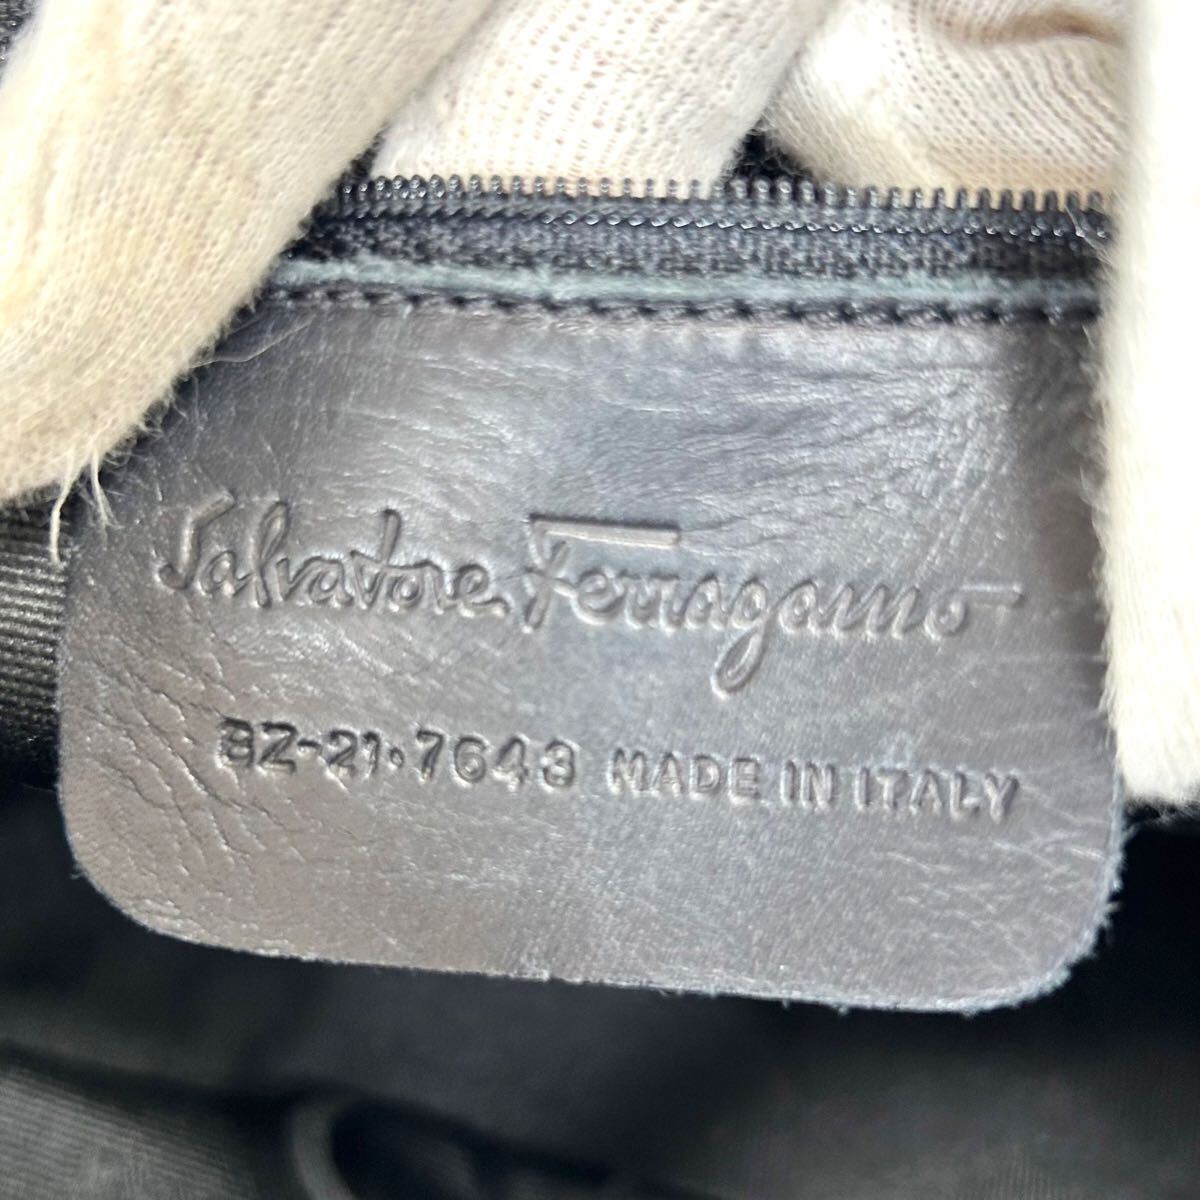 Salvatore Ferragamo
BZ-21·7643 MADE IN ITALY